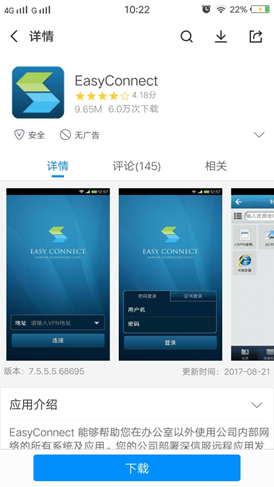 4G G 10:22 22%
详情
EasyConnect
4.18分
9.65M 6.0万次下载
安全 无广告
详情 评论(145) 相关
EASY CONNECT
地址 请输入VPN地址
连接
EASY CONNECT
密码登录 证书登录
用户名
密码
登录
版本：7.5.5.5.68695 更新时间：2017-08-21
应用介绍
EasyConnect 能够帮助您在办公室以外使用公司内部网
络的所有系统及应用。您的公司部署深信服远程应用发
下载